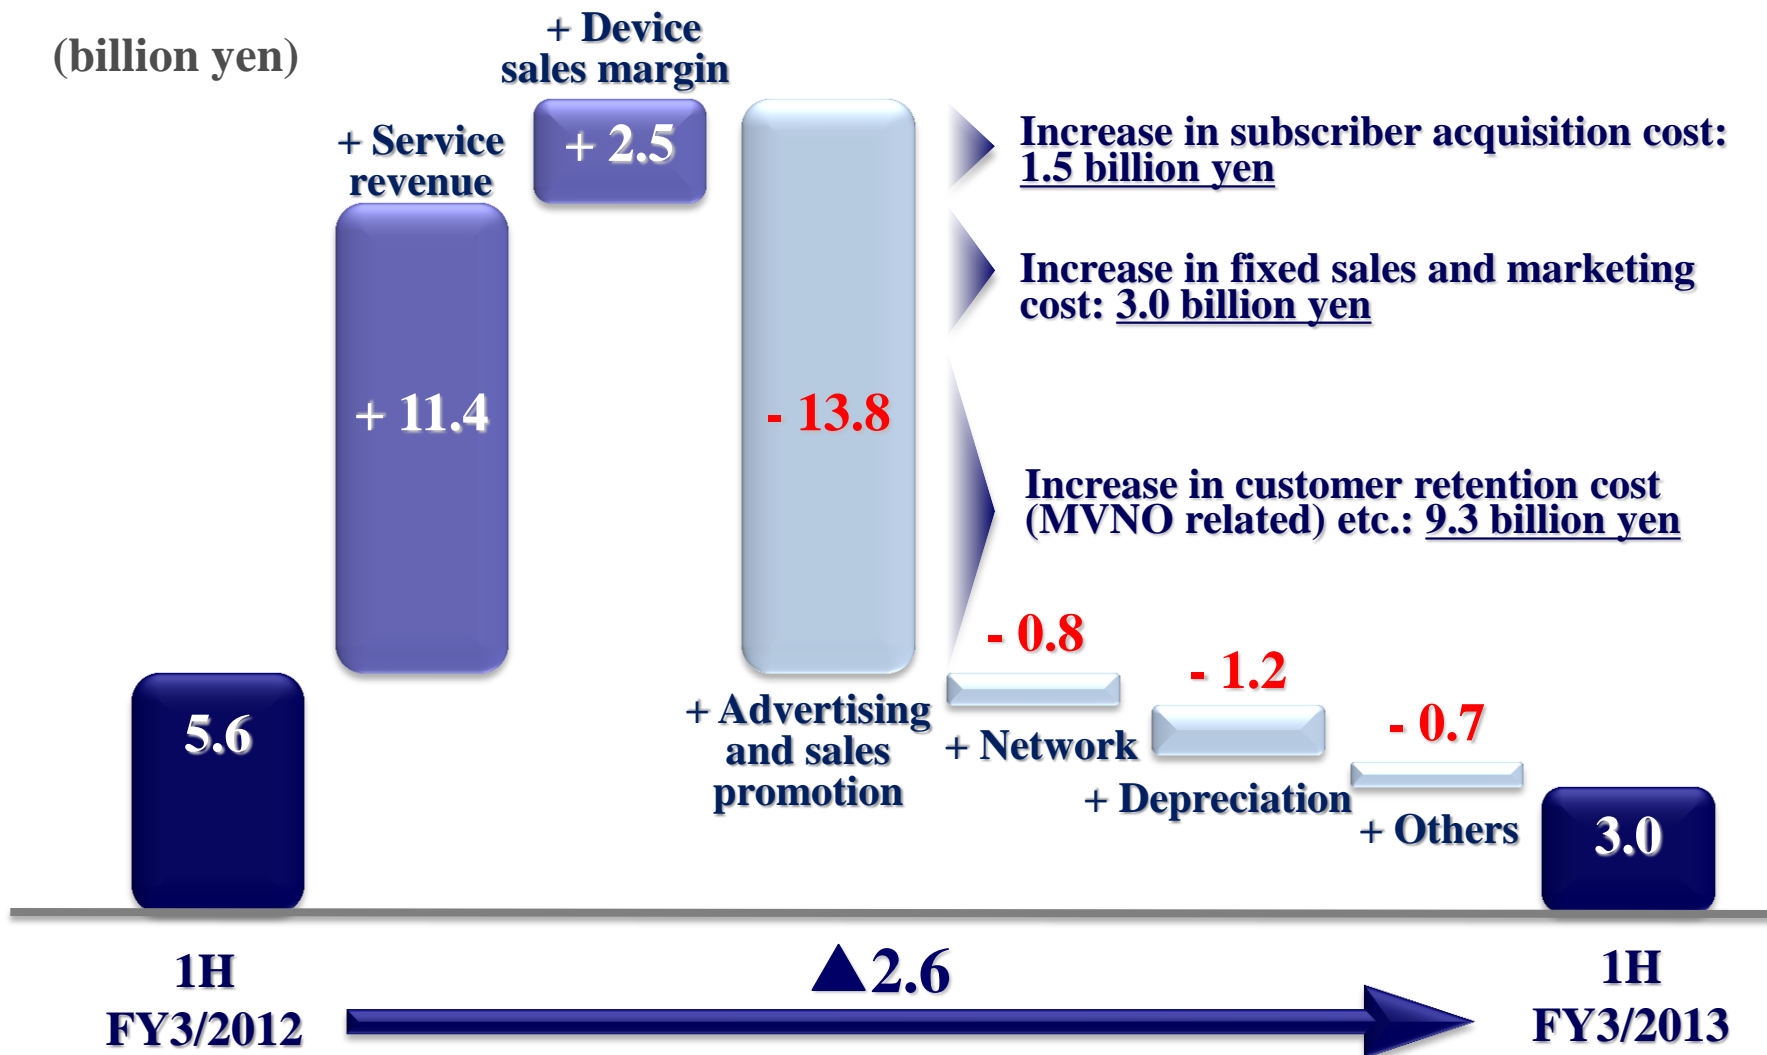 (billion yen)
+ Service
revenue
+ 11.4
+ Device
sales margin
+ 2.5
- 13.8
+ Advertising
and sales
promotion
Increase in subscriber acquisition cost:
1.5 billion yen
Increase in fixed sales and marketing
cost: 3.0 billion yen
Increase in customer retention cost
(MVNO related) etc.: 9.3 billion yen
- 0.8
+ Network
- 1.2
+ Depreciation
- 0.7
+ Others
5.6
3.0
1H
FY3/2012
▲2.6
1H
FY3/2013